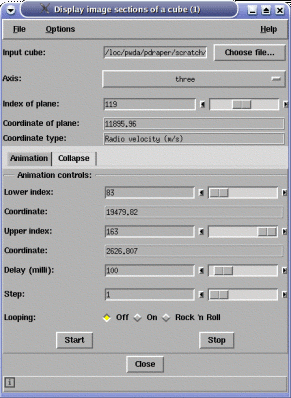 Display image sections of a cube (1)
File Options Help
Input cube: /loc/pwda/pdraper/scratch/ Choose file...
Axis: three
Index of plane: 119
Coordinate of plane: 11895.96
Coordinate type: Radio velocity (m/s)
Animation Collapse
Animation controls:
Lower index: 83
Coordinate: 19479.82
Upper index: 163
Coordinate: 2626.807
Delay (milli): 100
Step: 1
Looping: Off On Rock 'n Roll
Start Stop
Close